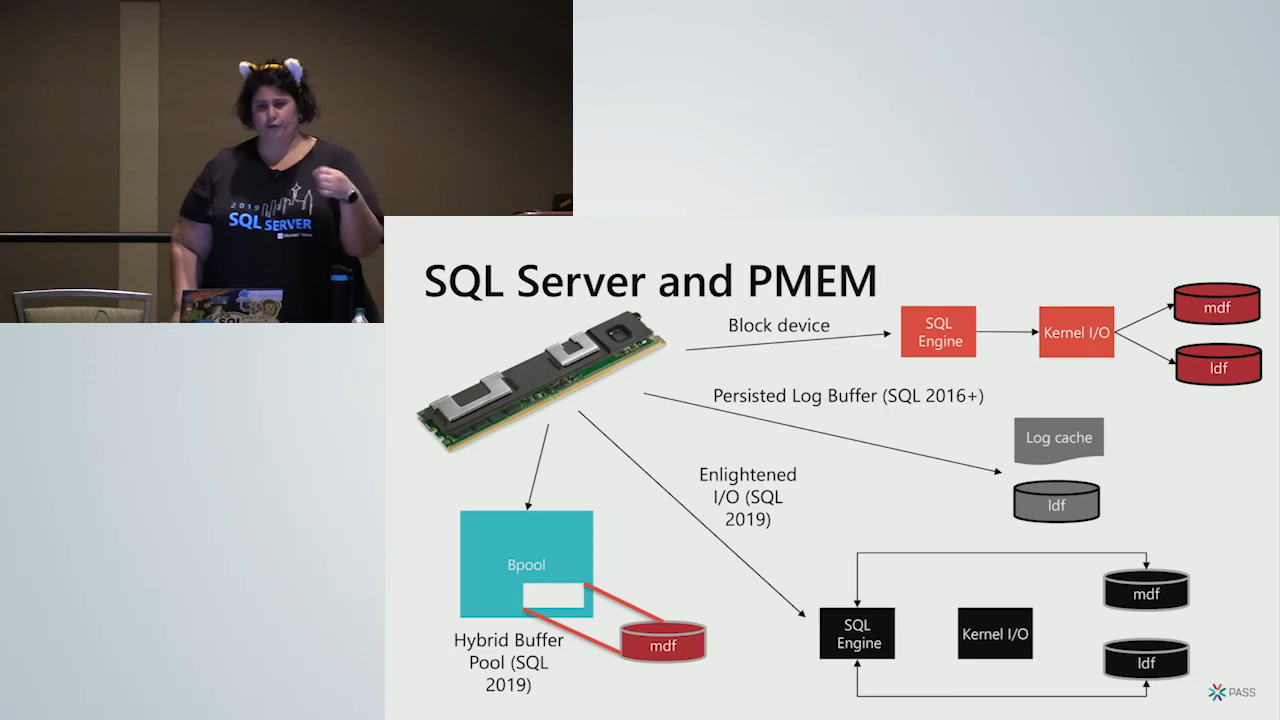 2019
SQL SERVER
Microsoft
SQL
SQL Server and PMEM
Block device
SQL
Engine
Kernel I/O
mdf
ldf
Persisted Log Buffer (SQL 2016+)
Log cache
ldf
Enlightened
I/O (SQL
2019)
Bpool
mdf
Hybrid Buffer
Pool (SQL
2019)
SQL
Engine
Kernel I/O
mdf
ldf
PASS